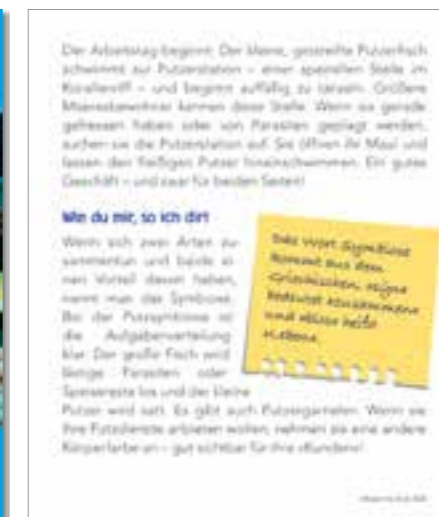 Der Arbeitstag beginnt: Der kleine, gestreifte Putzerfisch
schwimmt zur Putzerstation – einer speziellen Stelle im
Korallenriff – und beginnt auffällig zu tanzen. Größere
Meeresbewohner kennen diese Stelle. Wenn sie gerade
gefressen haben oder von Parasiten geplagt werden,
suchen sie die Putzerstation auf. Sie öffnen ihr Maul und
lassen den fleißigen Putzer hineinschwimmen. Ein gutes
Geschäft – und zwar für beiden Seiten!
Wie du mir, so ich dir!
Wenn sich zwei Arten zu-
sammentun und beide ei-
nen Vorteil davon haben,
nennt man das Symbiose.
Bei der Putzsymbiose ist
die Aufgabenverteilung
klar: Der große Fisch wird
lästige Parasiten oder
Speisereste los und der kleine
Putzer wird satt. Es gibt auch Putzergarnelen. Wenn sie
ihre Putzdienste anbieten wollen, nehmen sie eine andere
Körperfarbe an – gut sichtbar für ihre »Kunden«!
Das Wort Symbiose
kommt aus dem
Griechischen.
bedeutet »zusammen«
und »bios« heißt
»Leben«.